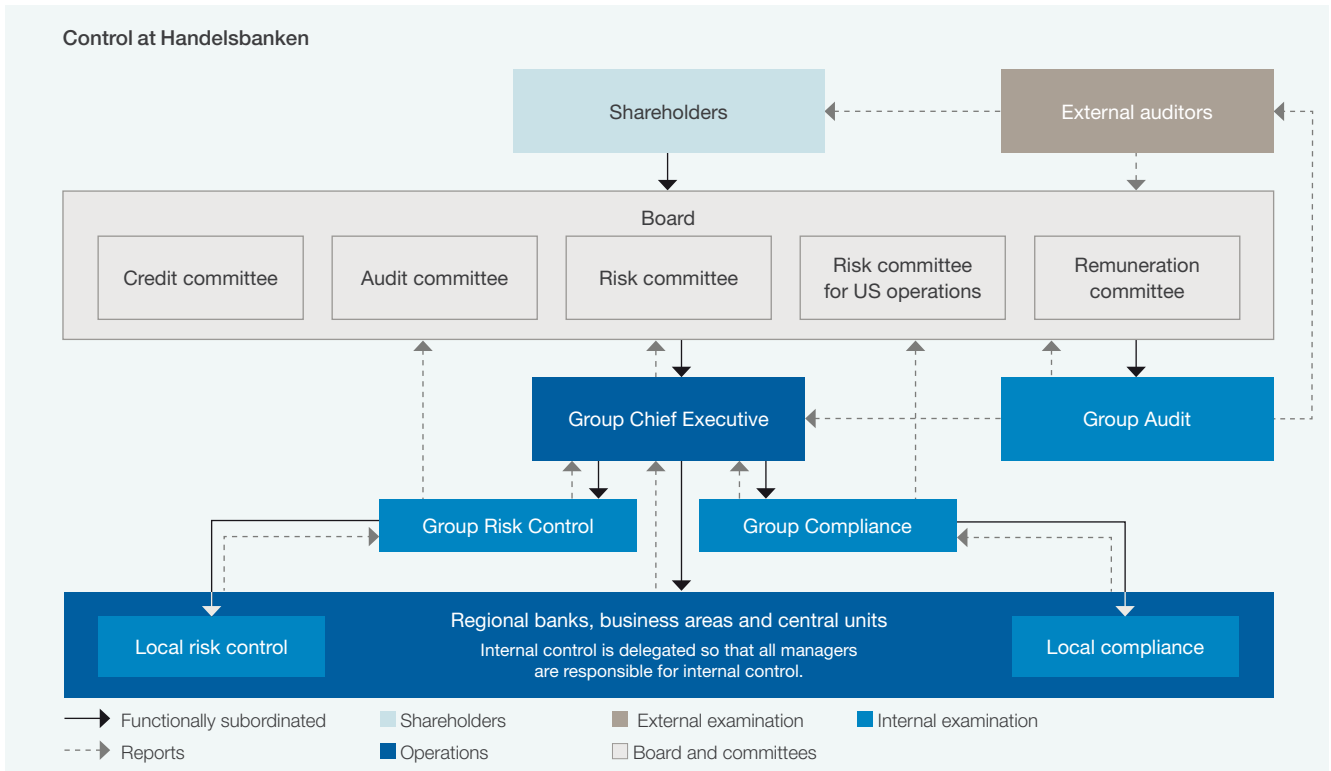 Control at Handelsbanken
Shareholders
External auditors
Board
Credit committee
Audit committee
Risk committee
Risk committee
for US operations
Remuneration
committee
Group Chief Executive
Group Audit
Group Risk Control
Group Compliance
Regional banks, business areas and central units
Internal control is delegated so that all managers
are responsible for internal control.
Local risk control
Local compliance
Functionally subordinated
Shareholders
External examination
Internal examination
Reports
Operations
Board and committees